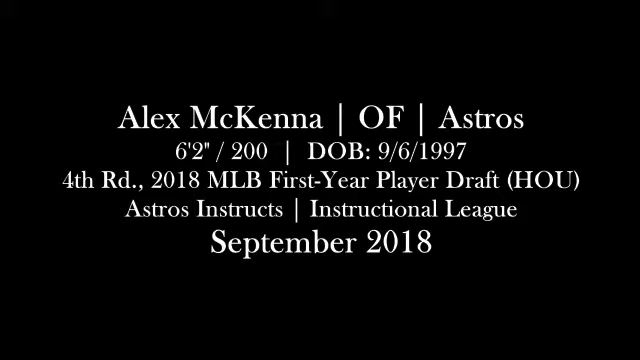 Alex McKenna | OF | Astros
6'2" / 200 | DOB: 9/6/1997
4th Rd., 2018 MLB First-Year Player Draft (HOU)
Astros Instructs | Instructional League
September 2018